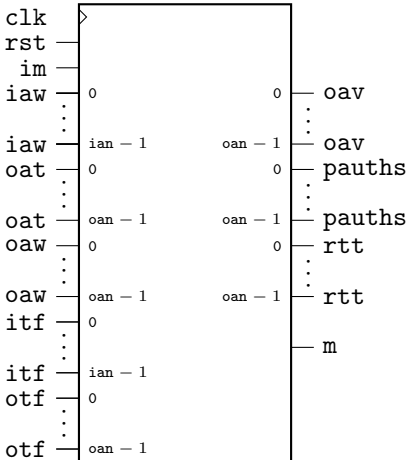 clk
rst
im
iaw 0 0 oav
iaw ian − 1 oan − 1 oav
oat 0 0 pauths
oat oan − 1 oan − 1 pauths
oaw 0 0 rtt
oaw oan − 1 oan − 1 rtt
itf 0
m
itf ian − 1
otf 0
otf oan − 1